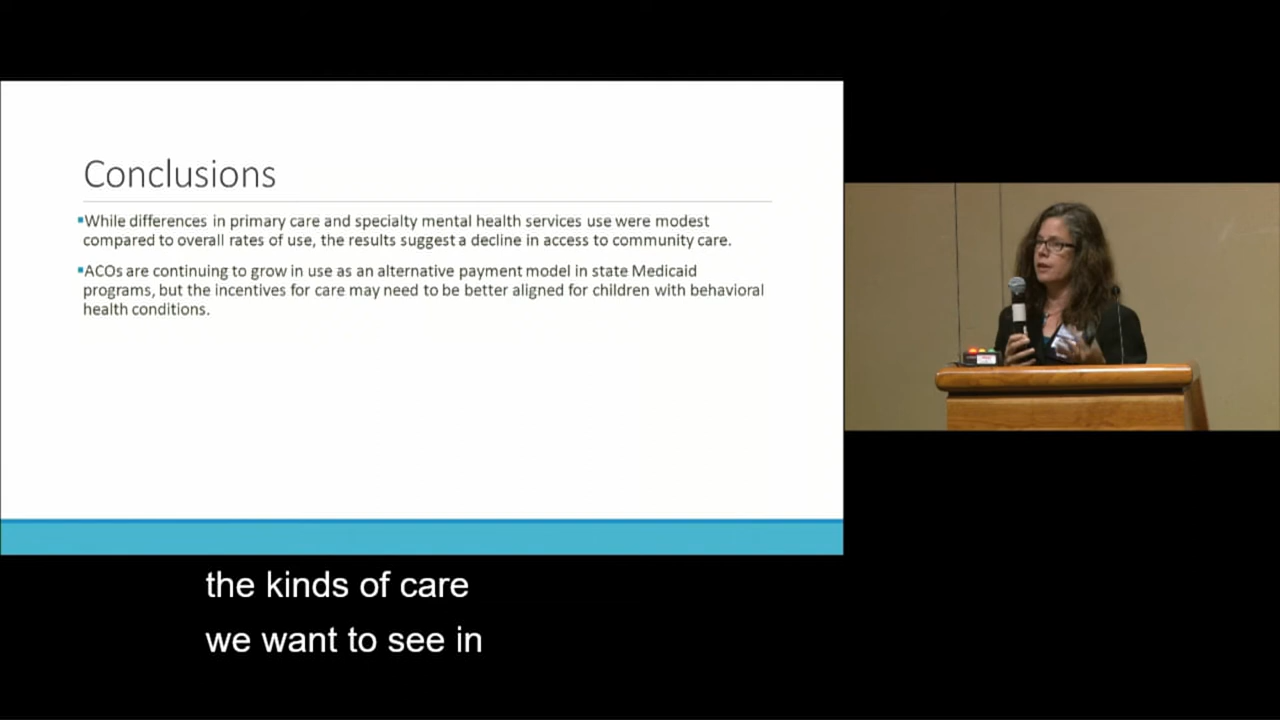 Conclusions
▪While differences in primary care and specialty mental health services use were modest
compared to overall rates of use, the results suggest a decline in access to community care.
▪ACOs are continuing to grow in use as an alternative payment model in state Medicaid
programs, but the incentives for care may need to be better aligned for children with behavioral
health conditions.
the kinds of care
we want to see in